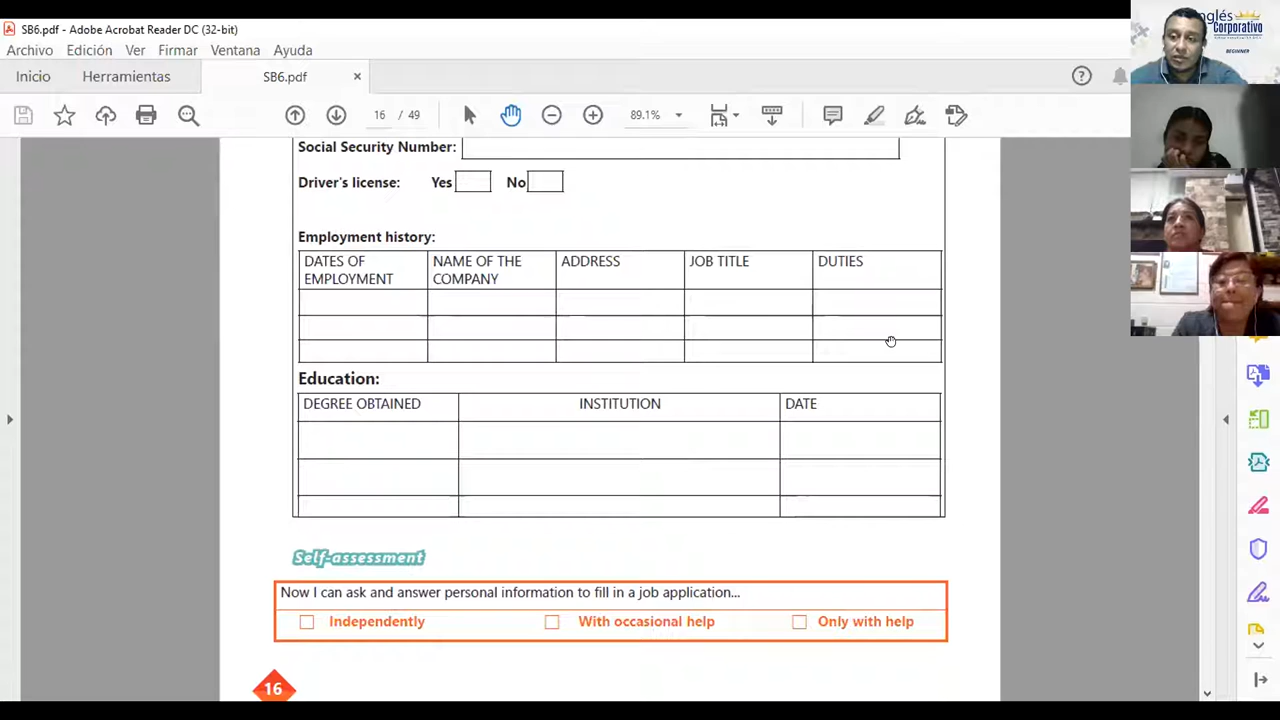 SB6.pdf - Adobe Acrobat Reader DC (32-bit)
Archivo Edición Ver Firmar Ventana Ayuda
Inicio Herramientas SB6.pdf ×
16 / 49 89.1%
Inglés
Corporativo
BEGINNER
Social Security Number:
Driver's license: Yes No
Employment history:
DATES OF EMPLOYMENT NAME OF THE COMPANY ADDRESS JOB TITLE DUTIES
Education:
DEGREE OBTAINED INSTITUTION DATE
Self-assessment
Now I can ask and answer personal information to fill in a job application...
Independently With occasional help Only with help
16